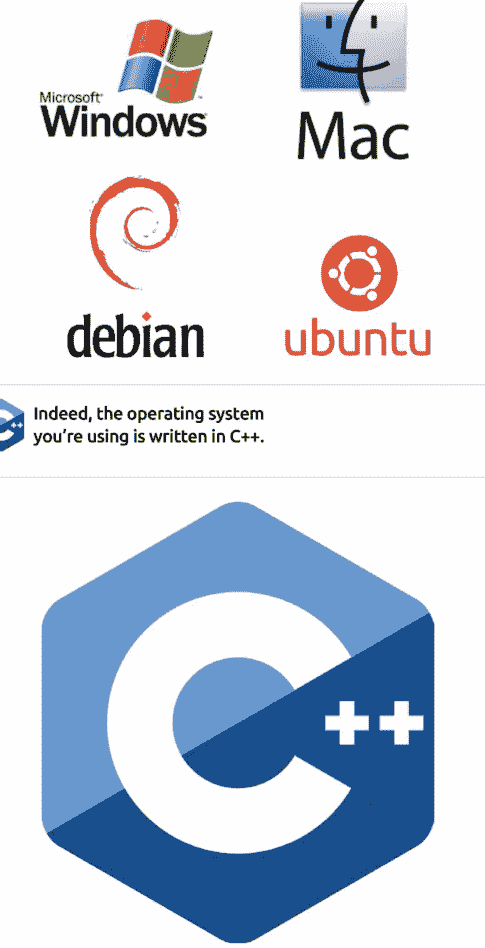 Microsoft®
Windows®
Mac
debian
ubuntu
C++
Indeed, the operating system
you're using is written in C++.
C++